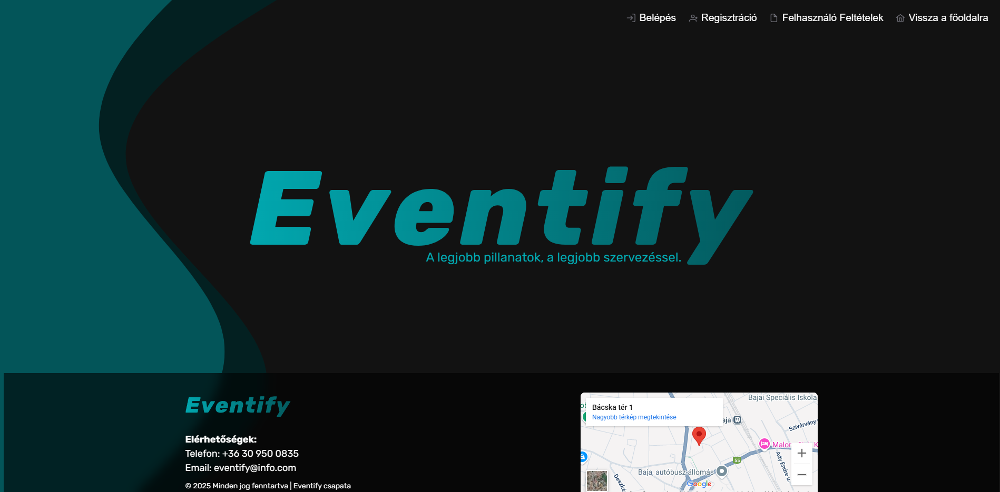 Belépés Regisztráció Felhasználó Feltételek Vissza a főoldalra
Eventify
A legjobb pillanatok, a legjobb szervezéssel.
Eventify
Elérhetőségek:
Telefon: +36 30 950 0835
Email: eventify@info.com
© 2025 Minden jog fenntartva | Eventify csapata
Bajai Speciális Iskola
Bácska tér 1
Nagyobb térkép megtekintése
aja
Szivárvány
55
Ady Endre u.
Baja, autóbusz-állomás
Google